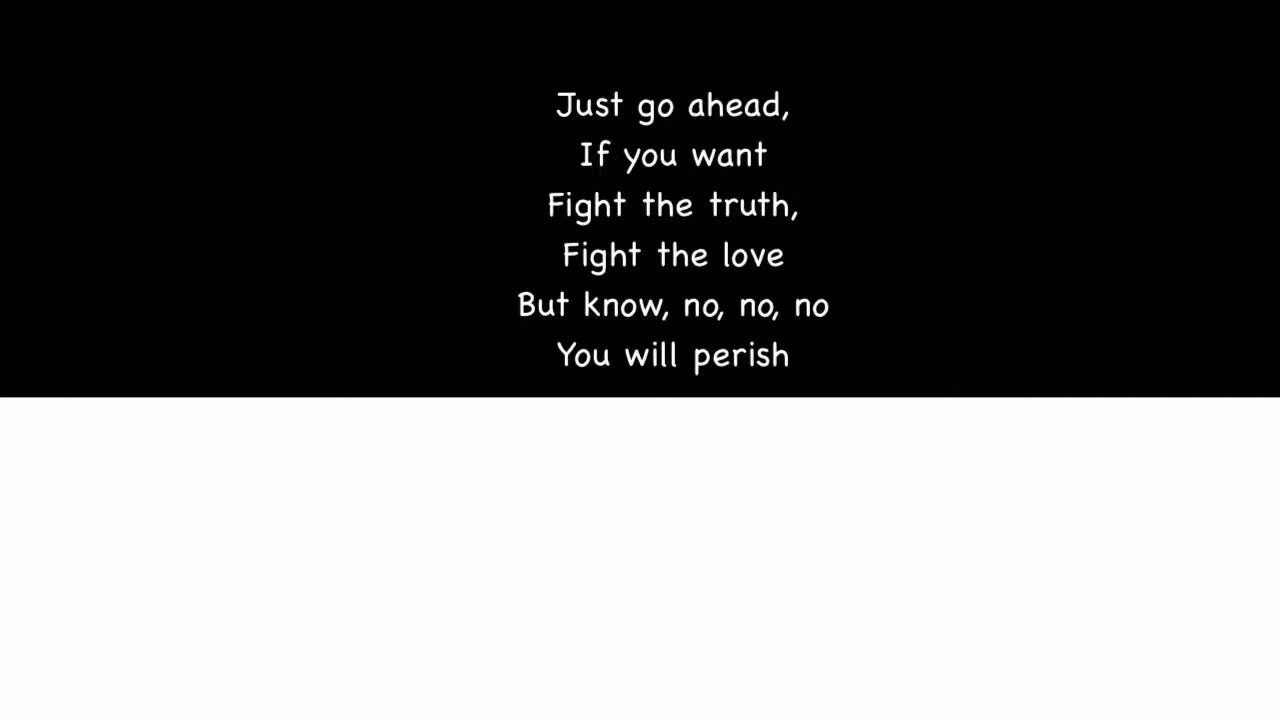 Just go ahead,
If you want
Fight the truth,
Fight the love
But know, no, no, no
You will perish